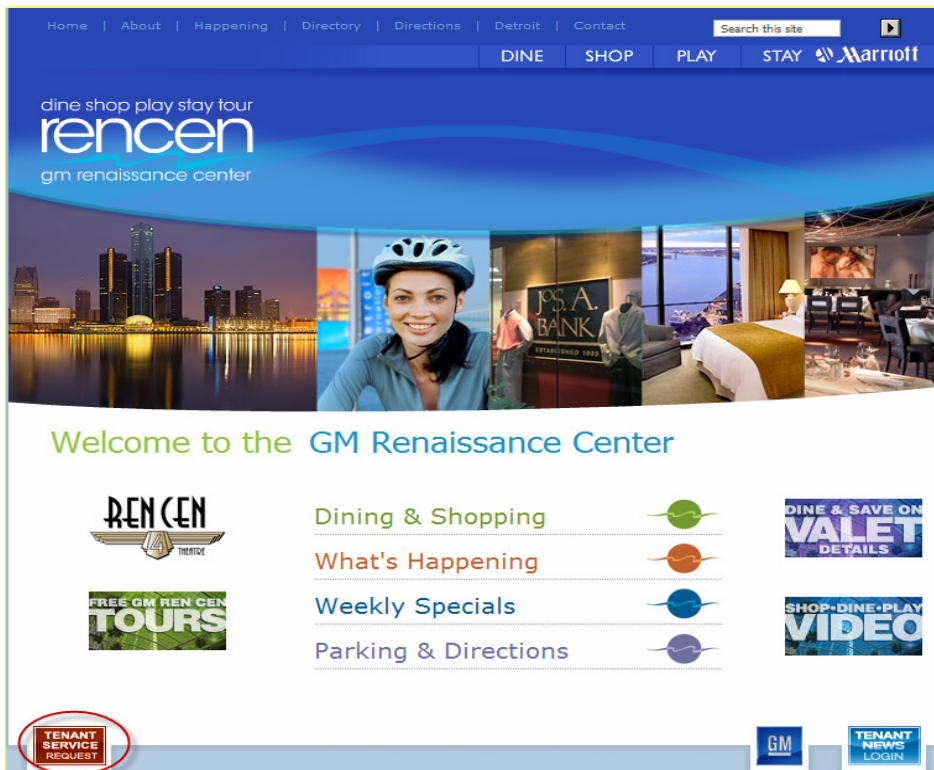 Home | About | Happening | Directory | Directions | Detroit | Contact
Search this site
DINE SHOP PLAY STAY Marriott
dine shop play stay tour
rencen
gm renaissance center
detroit
JOS. A.
BANK
ESTABLISHED 1905
Welcome to the GM Renaissance Center
REN CEN
4
THEATRE
FREE GM REN CEN
TOURS
Dining & Shopping
What's Happening
Weekly Specials
Parking & Directions
DINE & SAVE ON
VALET
DETAILS
SHOP•DINE•PLAY
VIDEO
TENANT
SERVICE
REQUEST
GM
TENANT
NEWS
LOGIN